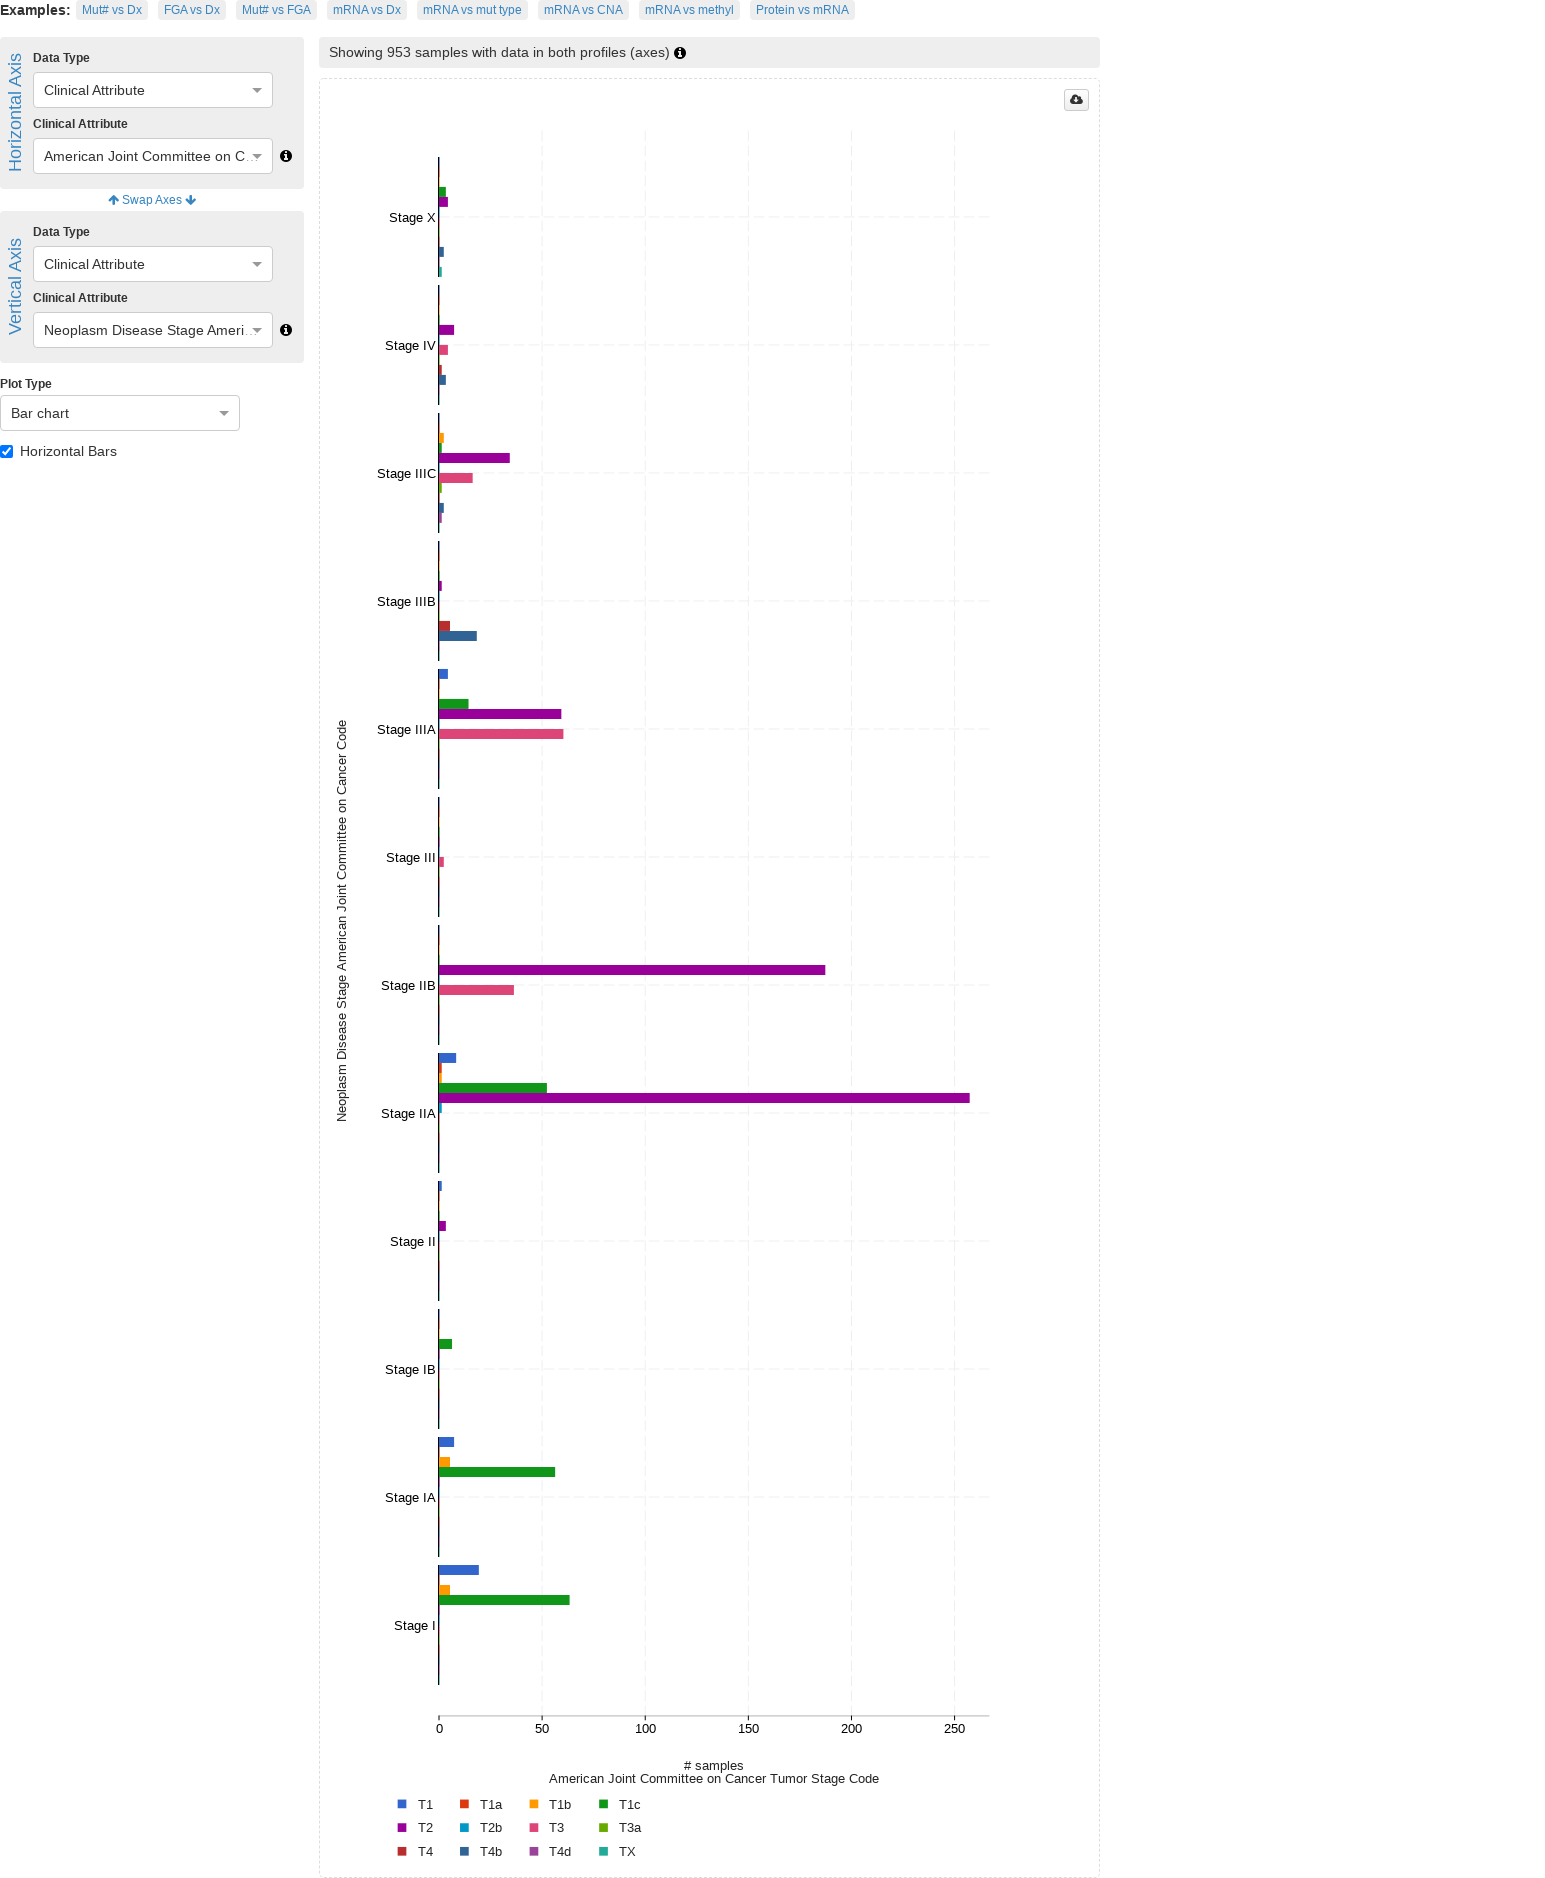 Examples: Mut# vs Dx FGA vs Dx Mut# vs FGA mRNA vs Dx mRNA vs mut type mRNA vs CNA mRNA vs methyl Protein vs mRNA
Horizontal Axis
Data Type
Clinical Attribute
Clinical Attribute
American Joint Committee on C...
Swap Axes
Vertical Axis
Data Type
Clinical Attribute
Clinical Attribute
Neoplasm Disease Stage Ameri...
Plot Type
Bar chart
Horizontal Bars
Showing 953 samples with data in both profiles (axes)
Neoplasm Disease Stage American Joint Committee on Cancer Code
Stage X
Stage IV
Stage IIIC
Stage IIIB
Stage IIIA
Stage III
Stage IIB
Stage IIA
Stage II
Stage IB
Stage IA
Stage I
0 50 100 150 200 250
# samples
American Joint Committee on Cancer Tumor Stage Code
T1 T1a T1b T1c
T2 T2b T3 T3a
T4 T4b T4d TX